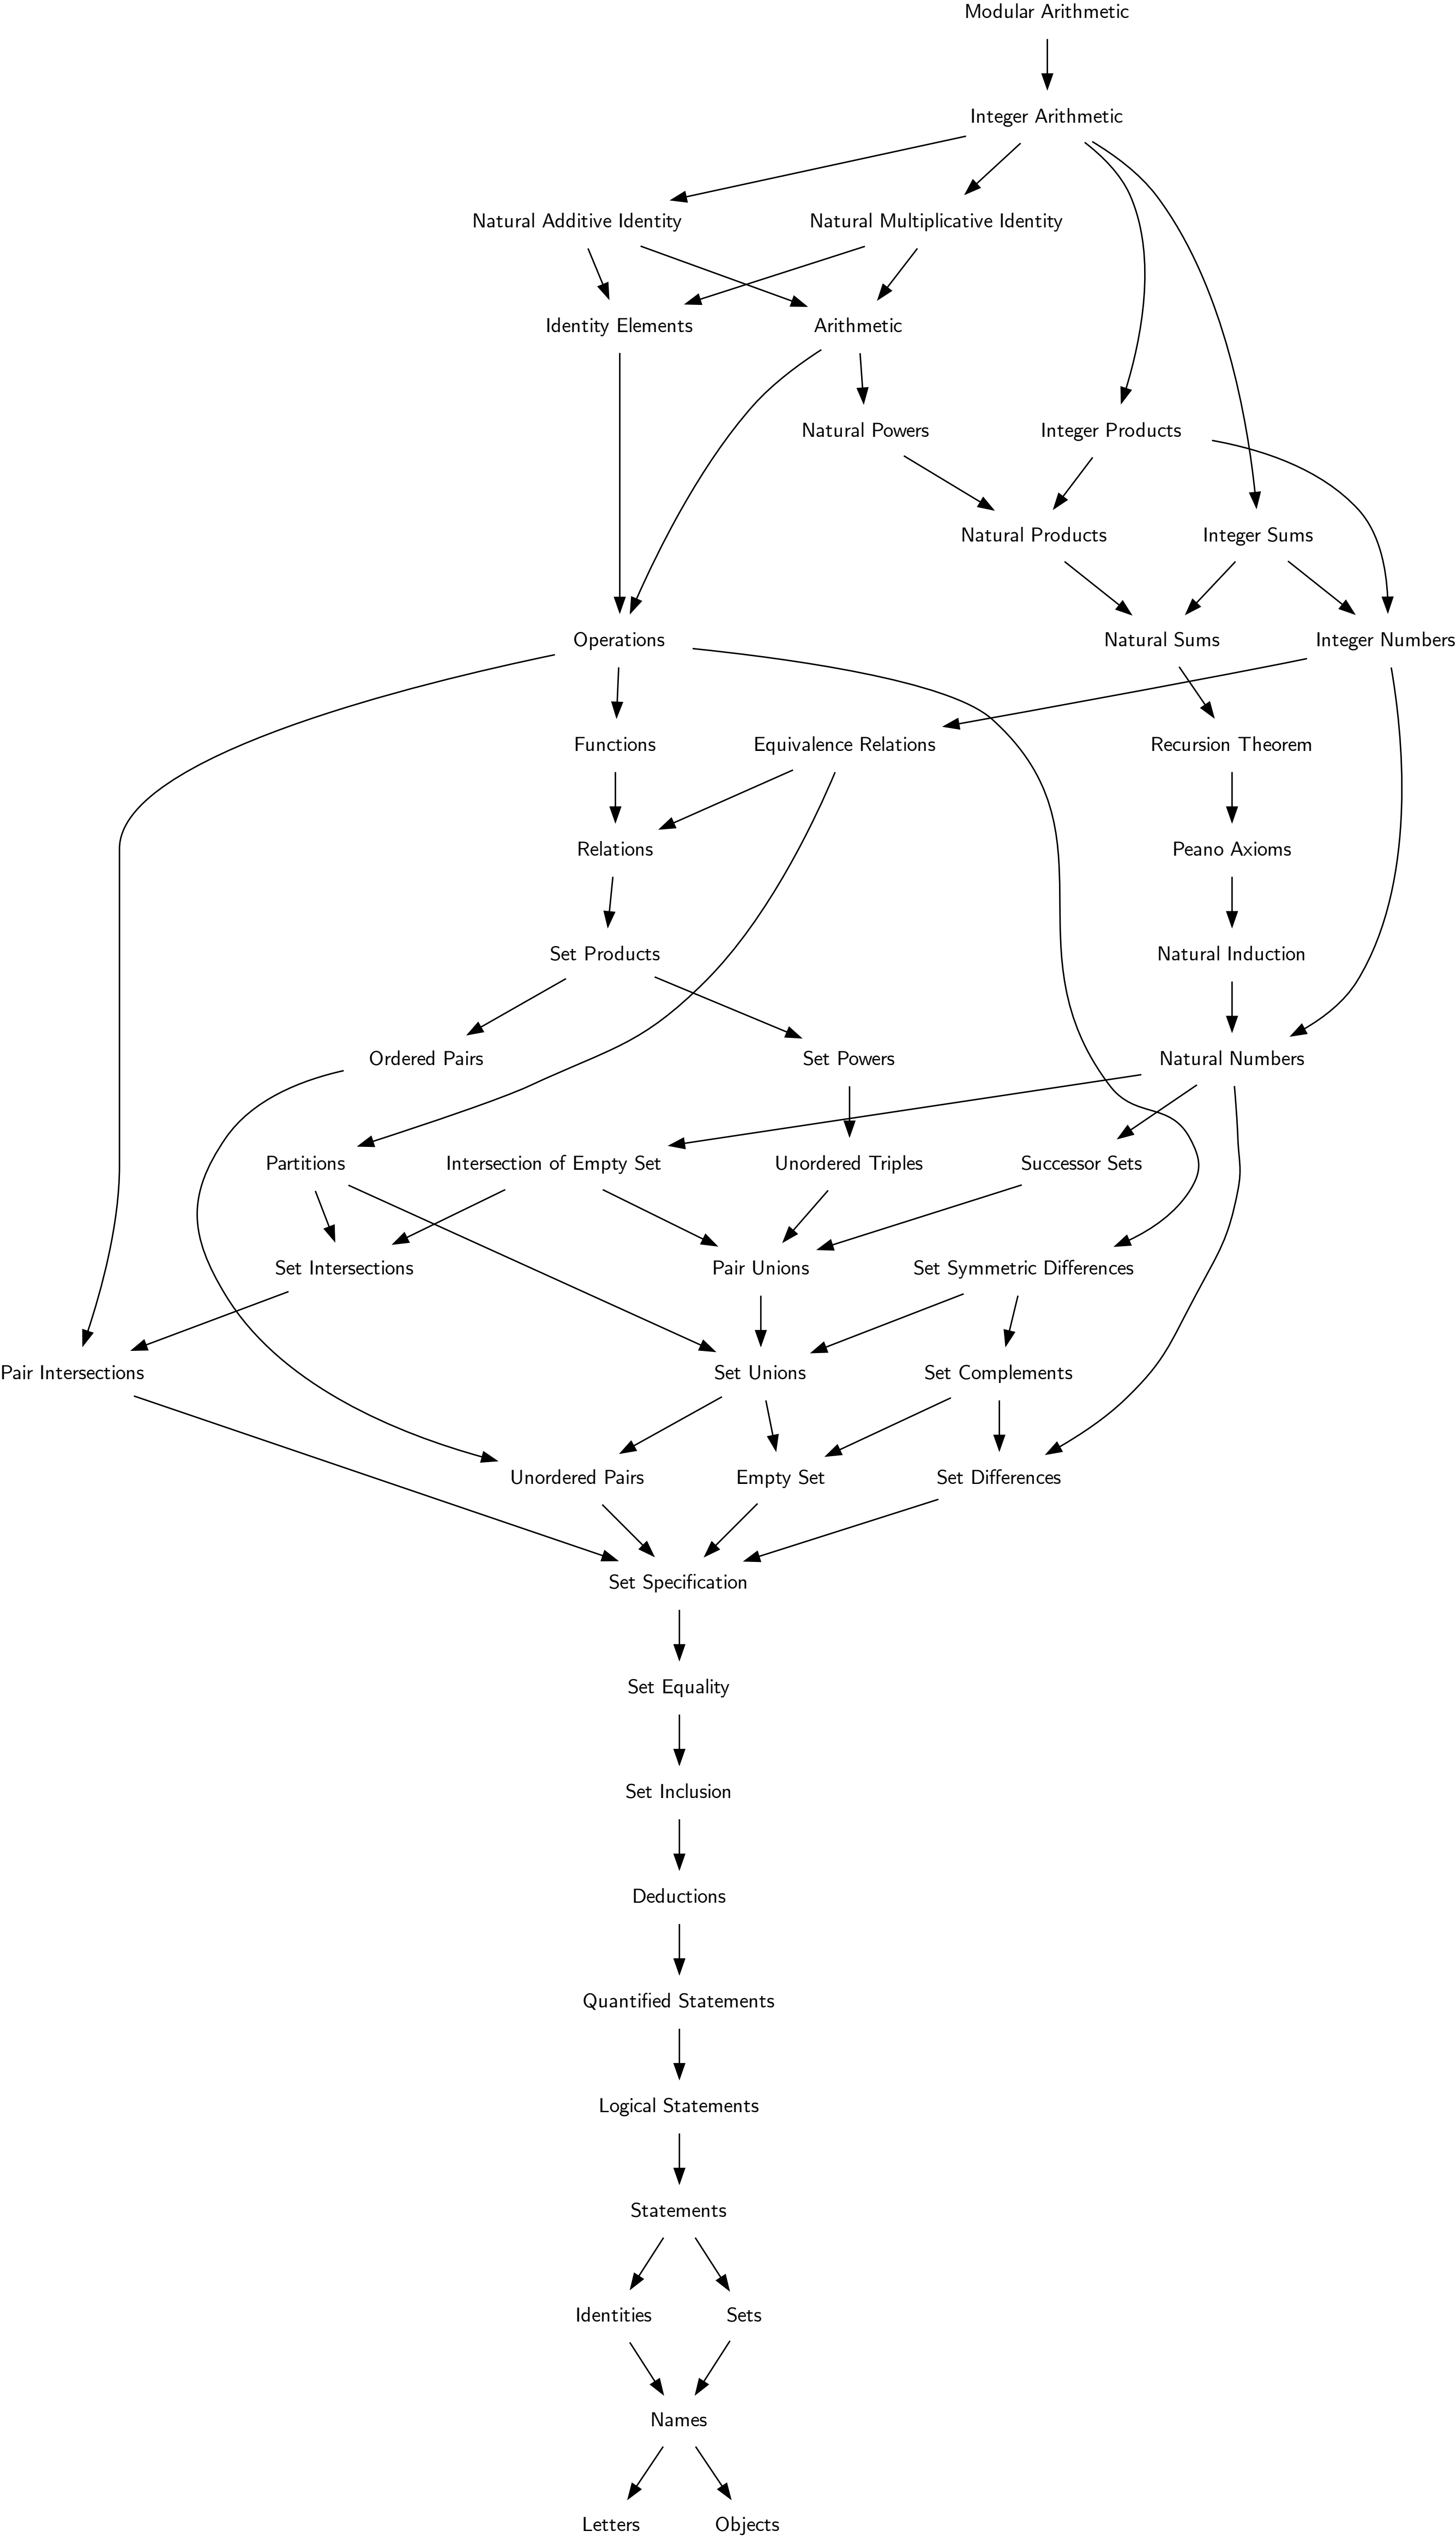 Modular Arithmetic
Integer Arithmetic
Natural Additive Identity
Natural Multiplicative Identity
Identity Elements
Arithmetic
Natural Powers
Integer Products
Natural Products
Integer Sums
Operations
Natural Sums
Integer Numbers
Functions
Equivalence Relations
Recursion Theorem
Relations
Peano Axioms
Set Products
Natural Induction
Ordered Pairs
Set Powers
Natural Numbers
Partitions
Intersection of Empty Set
Unordered Triples
Successor Sets
Set Intersections
Pair Unions
Set Symmetric Differences
Pair Intersections
Set Unions
Set Complements
Unordered Pairs
Empty Set
Set Differences
Set Specification
Set Equality
Set Inclusion
Deductions
Quantified Statements
Logical Statements
Statements
Identities
Sets
Names
Letters
Objects